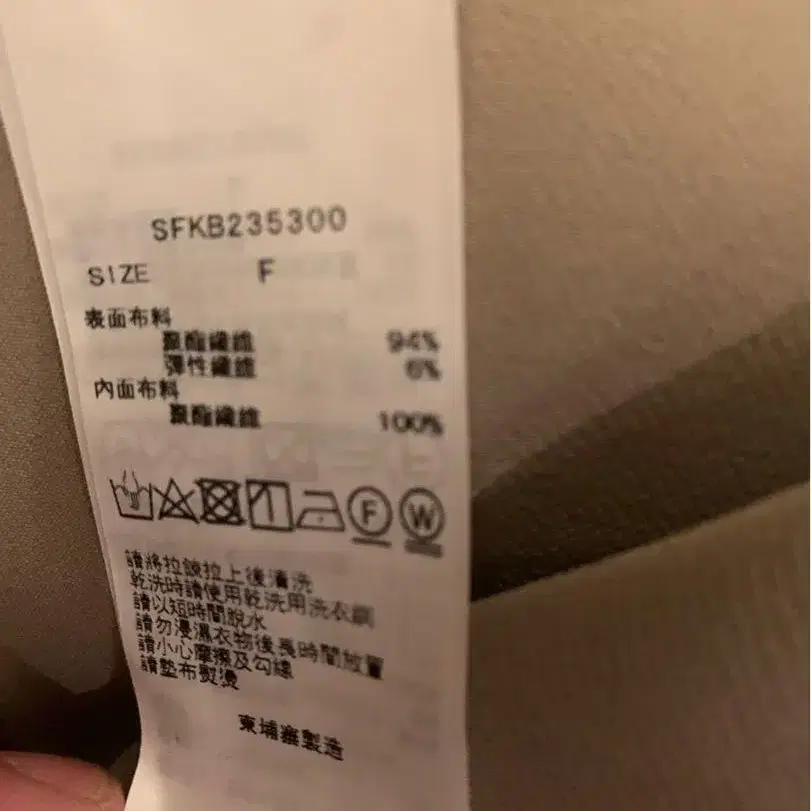 SFKB235300
SIZE F
表面布料
聚酯纖維 94%
彈性纖維 6%
內面布料
聚酯纖維 100%
F W
請將拉鍊拉上後清洗
乾洗時請使用乾洗用洗衣網
請以短時間脫水
請勿浸濕衣物後長時間放置
請小心摩擦及勾線
請墊布熨燙
柬埔寨製造